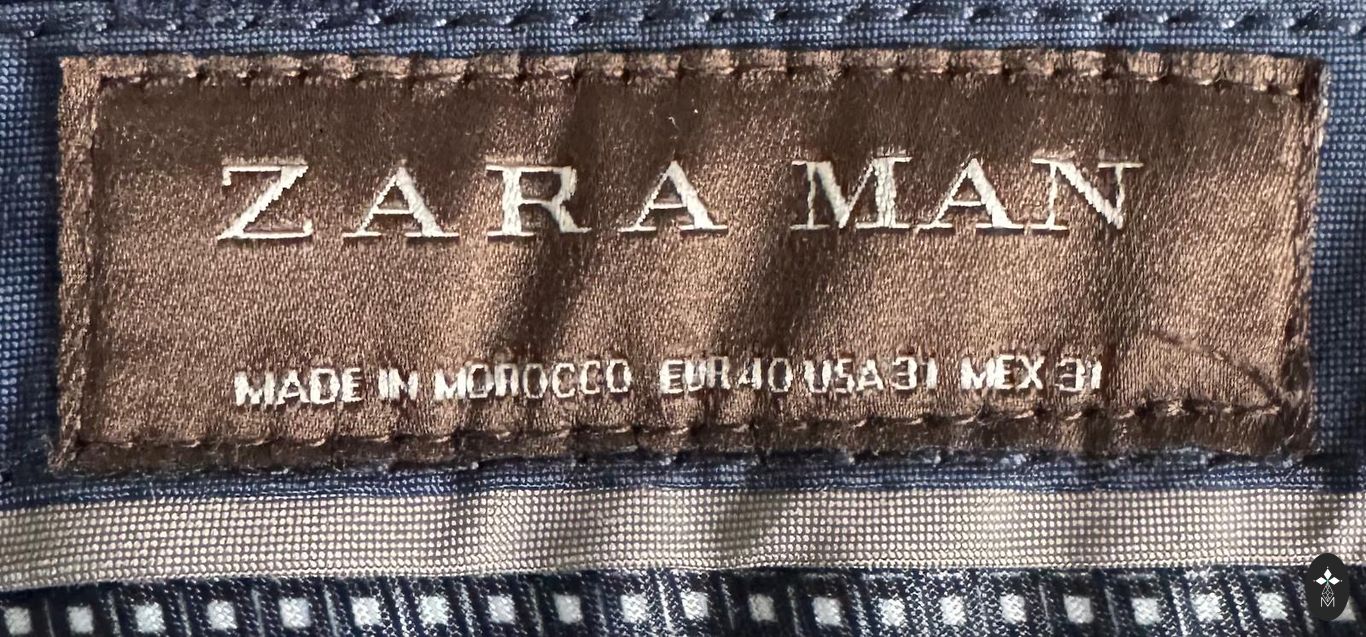 ZARA MAN
MADE IN MOROCCO EUR 40 USA 31 MEX 31